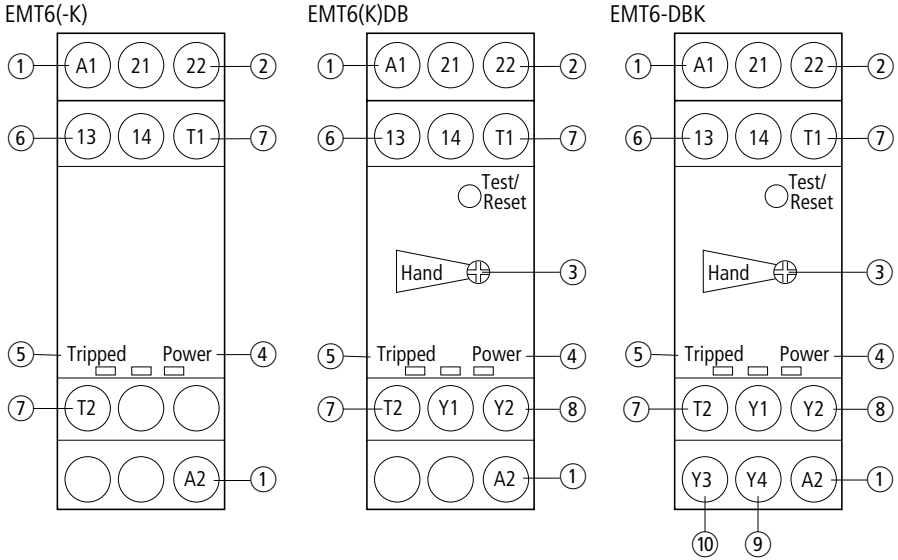 EMT6(-K)
EMT6(K)DB
EMT6-DBK
1 A1 21 22 2
6 13 14 T1 7
5 Tripped Power 4
7 T2
A2 1
1 A1 21 22 2
6 13 14 T1 7
Test/
Reset
Hand 3
5 Tripped Power 4
7 T2 Y1 Y2 8
A2 1
1 A1 21 22 2
6 13 14 T1 7
Test/
Reset
Hand 3
5 Tripped Power 4
7 T2 Y1 Y2 8
Y3 Y4 A2 1
10 9